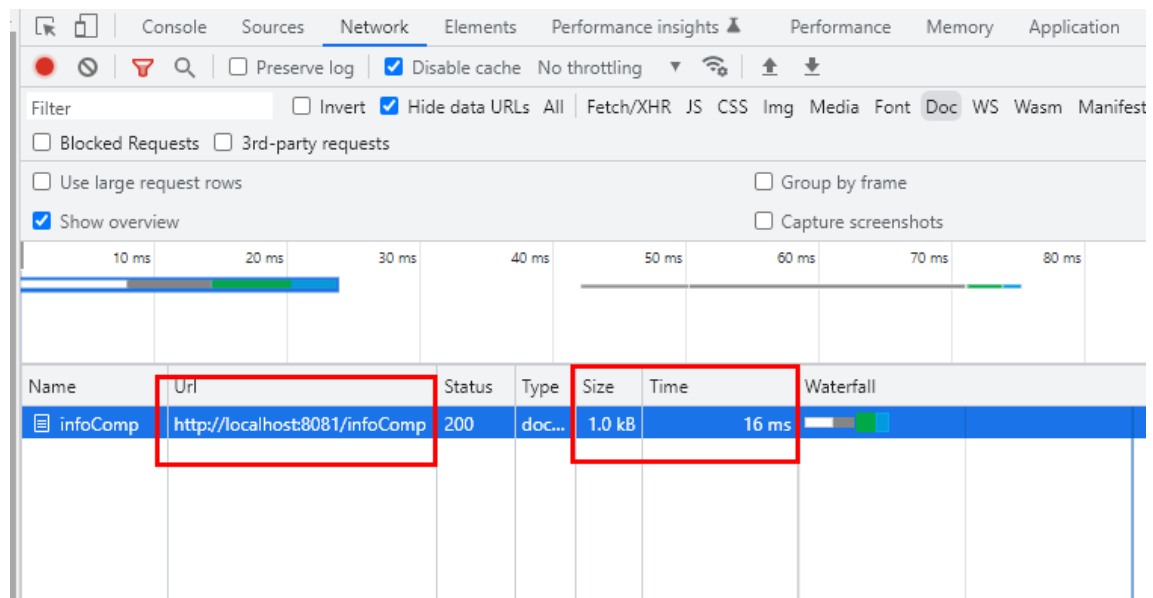 Console Sources Network Elements Performance insights Performance Memory Application
Preserve log Disable cache No throttling
Filter Invert Hide data URLs All Fetch/XHR JS CSS Img Media Font Doc WS Wasm Manifest
Blocked Requests 3rd-party requests
Use large request rows Group by frame
Show overview Capture screenshots
10 ms 20 ms 30 ms 40 ms 50 ms 60 ms 70 ms 80 ms
Name Url Status Type Size Time Waterfall
infoComp http://localhost:8081/infoComp 200 doc... 1.0 kB 16 ms